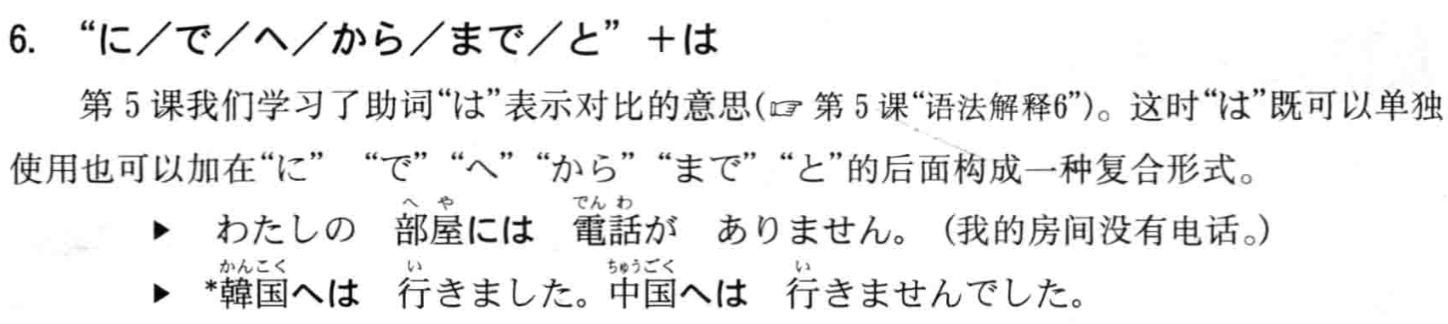 6. “に／で／へ／から／まで／と”＋は
第5课我们学习了助词“は”表示对比的意思(☞ 第5课“语法解释6”)。这时“は”既可以单独
使用也可以加在“に” “で” “へ” “から” “まで” “と”的后面构成一种复合形式。
へ や でん わ
▶ わたしの 部屋には 電話が ありません。(我的房间没有电话。)
かんこく い ちゅうごく い
▶ *韓国へは 行きました。中国へは 行きませんでした。